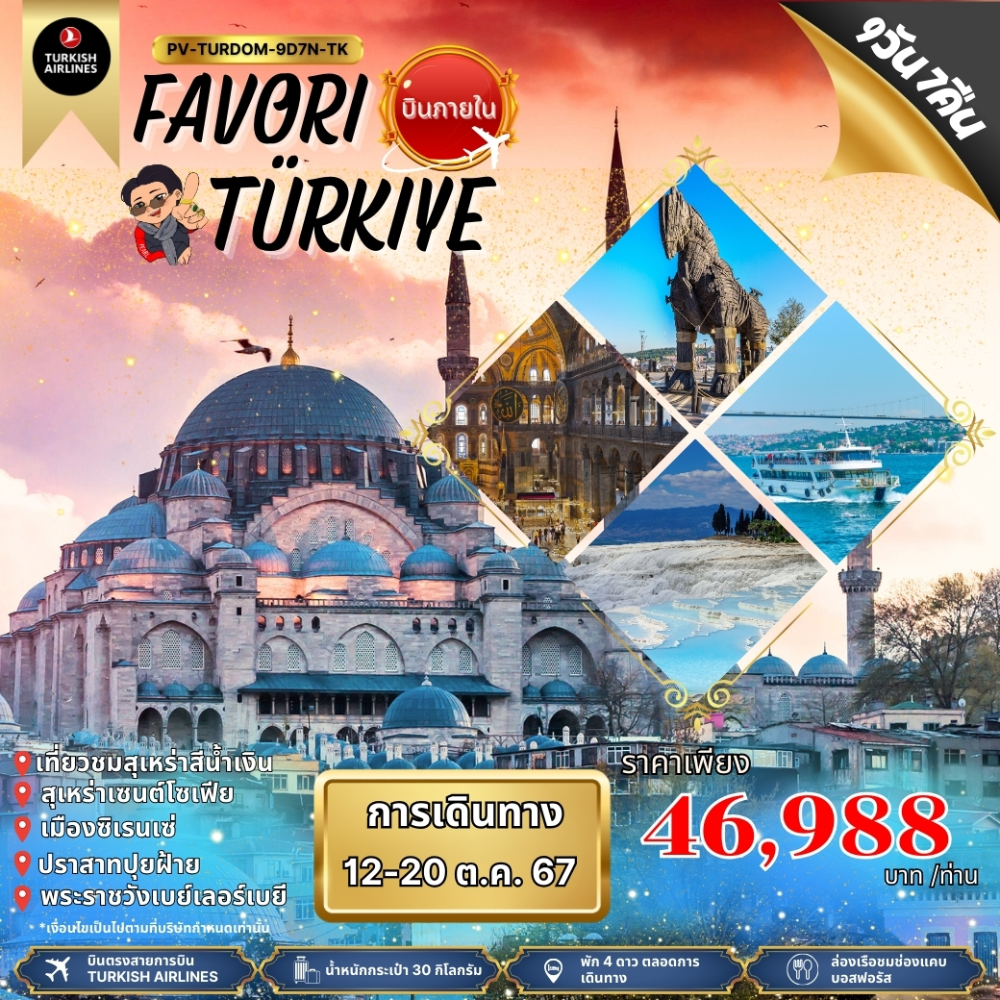 TURKISH
AIRLINES
PV-TURDOM-9D7N-TK
FAVORI
บินภายใน
TÜRKIYE
9วัน 7คืน
เที่ยวชมสุเหร่าสีน้ำเงิน
สุเหร่าเซนต์โซเฟีย
เมืองซิเรนเซ่
ปราสาทปุยฝ้าย
พระราชวังเบย์เลอร์เบยี
*เงื่อนไขเป็นไปตามที่บริษัทกำหนดเท่านั้น
การเดินทาง
12-20 ต.ค. 67
ราคาเพียง
46,988
บาท /ท่าน
บินตรงสายการบิน
TURKISH AIRLINES
น้ำหนักกระเป๋า 30 กิโลกรัม
พัก 4 ดาว ตลอดการ
เดินทาง
ล่องเรือชมช่องแคบ
บอสฟอรัส